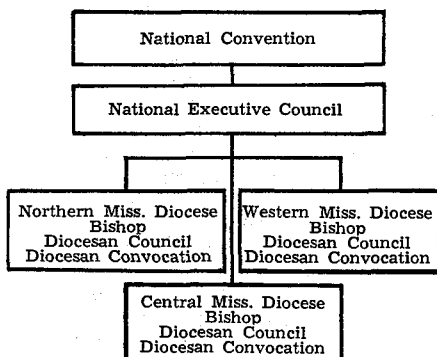 National Convention
National Executive Council
Northern Miss. Diocese
Bishop
Diocesan Council
Diocesan Convocation
Western Miss. Diocese
Bishop
Diocesan Council
Diocesan Convocation
Central Miss. Diocese
Bishop
Diocesan Council
Diocesan Convocation